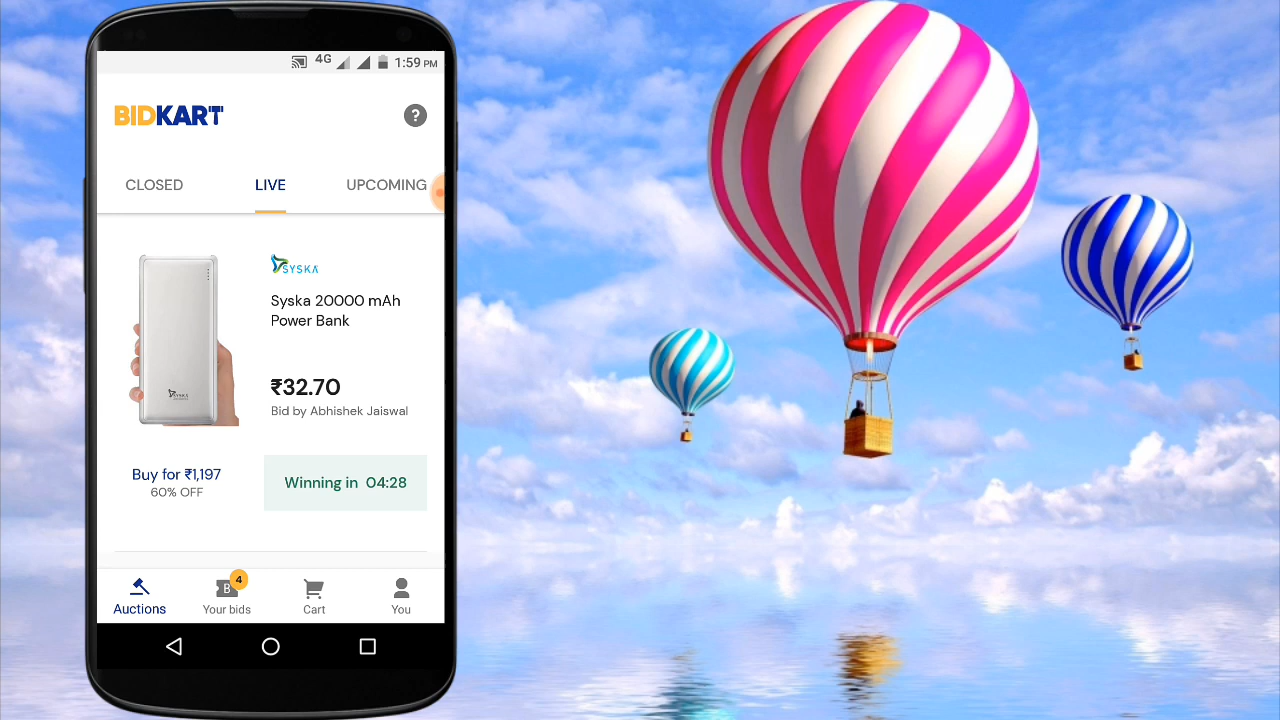 4G 1:59 PM
BIDKART
?
CLOSED LIVE UPCOMING
SYSKA
Syska 20000 mAh
Power Bank
SYSKA
₹32.70
Bid by Abhishek Jaiswal
Buy for ₹1,197
60% OFF
Winning in 04:28
4
B
Auctions Your bids Cart You